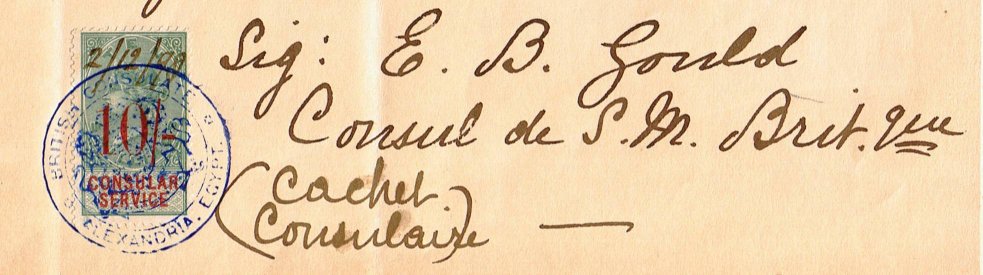 Sig: E. B. Gould
Consul de S. M. Brit.que
(Cachet
Consulaire)
10/-
CONSULAR
SERVICE
BRITISH CONSULATE
ALEXANDRIA. EGYPT.